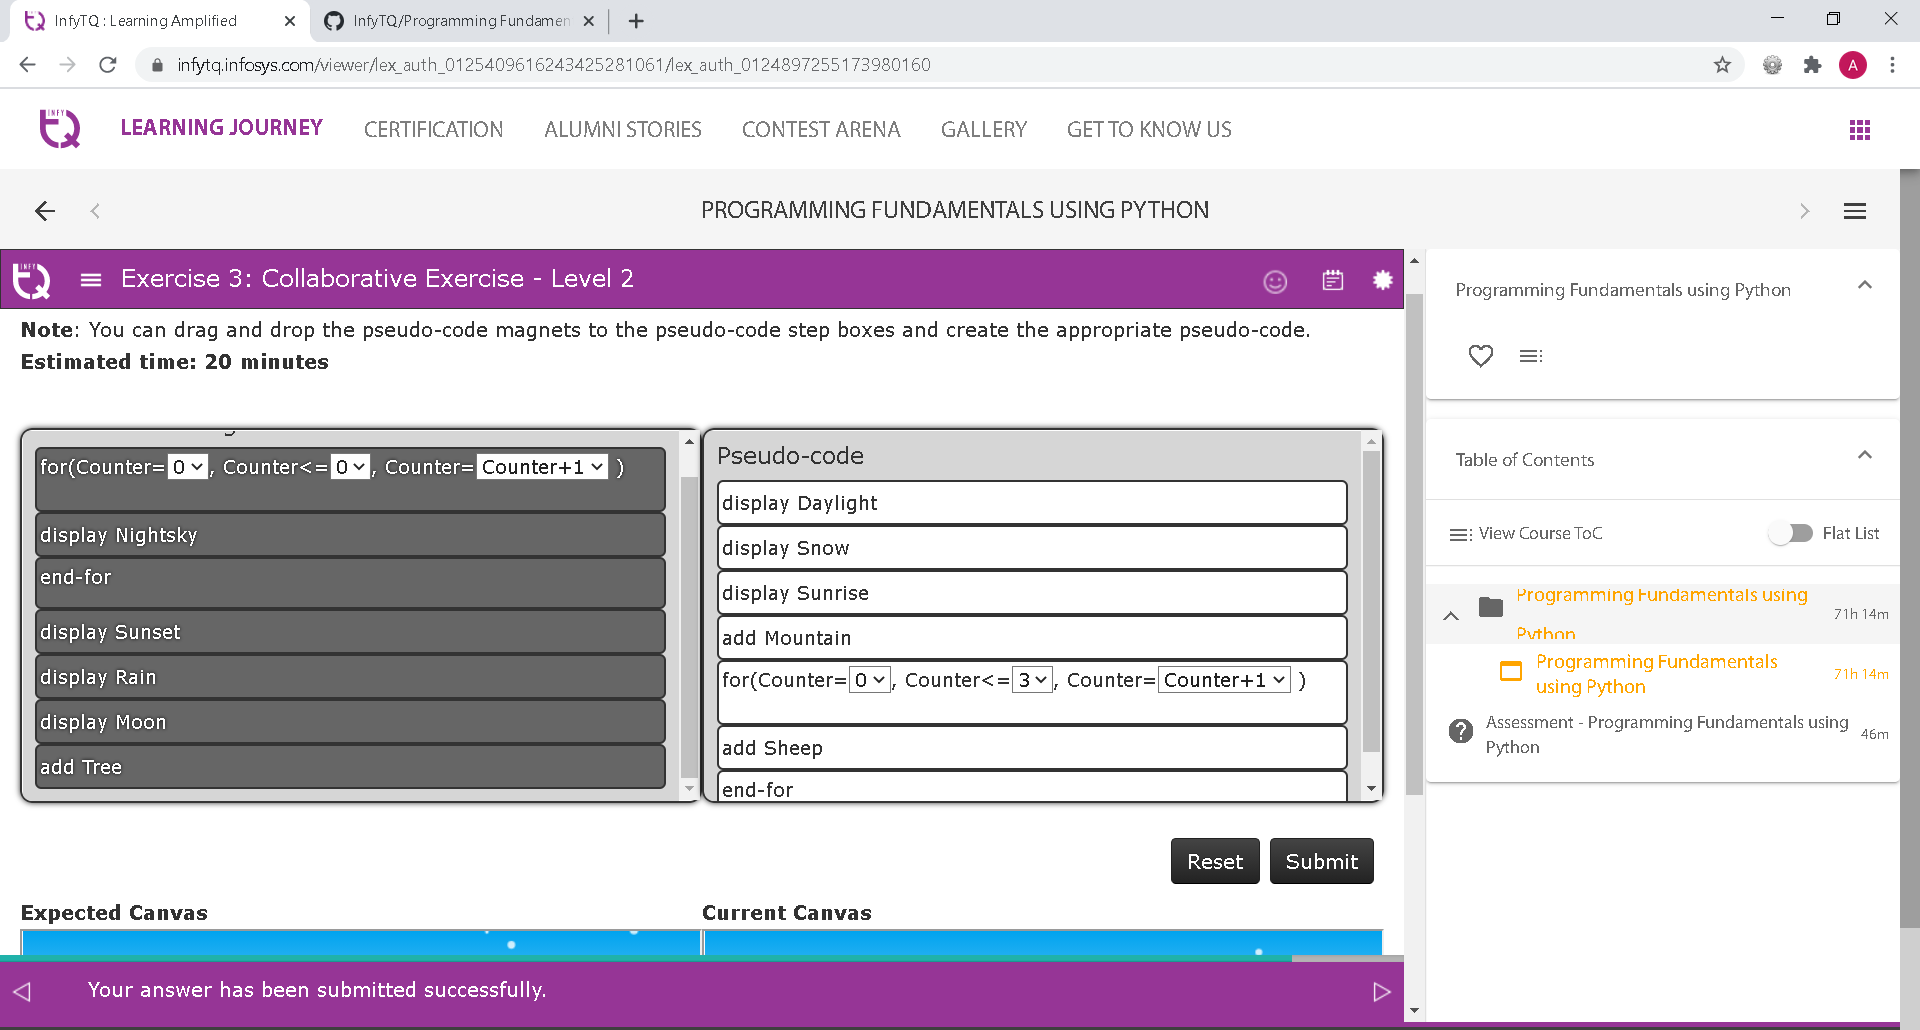 InfyTQ : Learning Amplified
InfyTQ/Programming Fundamen
infytq.infosys.com/viewer/lex_auth_0125409616243425281061/lex_auth_0124897255173980160
A
INFY
TQ
LEARNING JOURNEY
CERTIFICATION
ALUMNI STORIES
CONTEST ARENA
GALLERY
GET TO KNOW US
PROGRAMMING FUNDAMENTALS USING PYTHON
INFY
TQ
Exercise 3: Collaborative Exercise - Level 2
Note: You can drag and drop the pseudo-code magnets to the pseudo-code step boxes and create the appropriate pseudo-code.
Estimated time: 20 minutes
for(Counter= 0 , Counter<= 0 , Counter= Counter+1 )
display Nightsky
end-for
display Sunset
display Rain
display Moon
add Tree
Pseudo-code
display Daylight
display Snow
display Sunrise
add Mountain
for(Counter= 0 , Counter<= 3 , Counter= Counter+1 )
add Sheep
end-for
Reset
Submit
Expected Canvas
Current Canvas
Your answer has been submitted successfully.
Programming Fundamentals using Python
Table of Contents
View Course ToC
Flat List
Programming Fundamentals using
Python
71h 14m
Programming Fundamentals
using Python
71h 14m
Assessment - Programming Fundamentals using
Python
46m